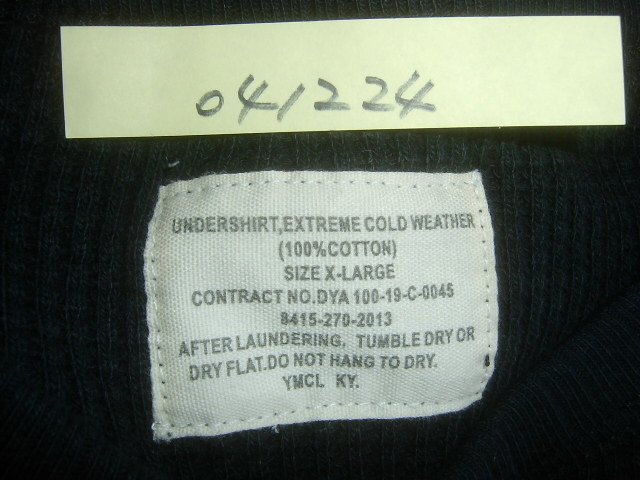 041224
UNDERSHIRT,EXTREME COLD WEATHER
(100%COTTON)
SIZE X-LARGE
CONTRACT NO.DYA 100-19-C-0045
8415-270-2013
AFTER LAUNDERING. TUMBLE DRY OR
DRY FLAT.DO NOT HANG TO DRY.
YMCL KY.